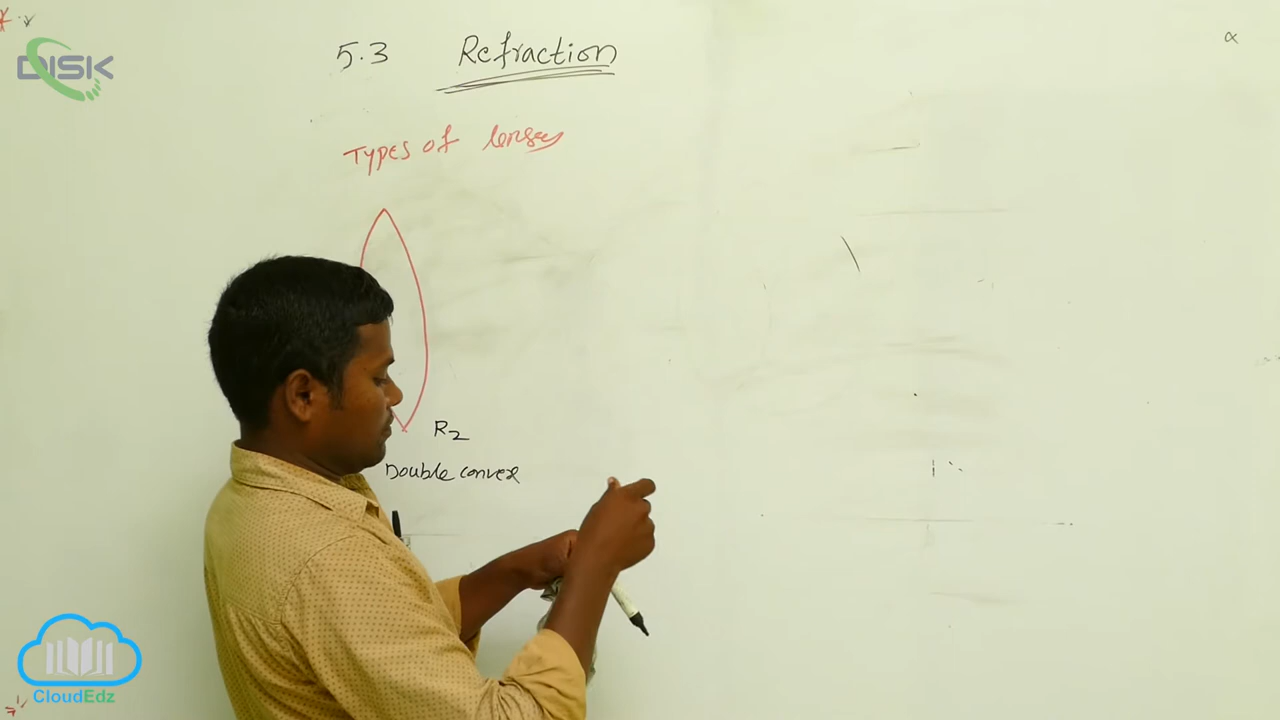 DISK
5.3 Refraction
Types of lenses
R2
Double convex
CloudEdz
α